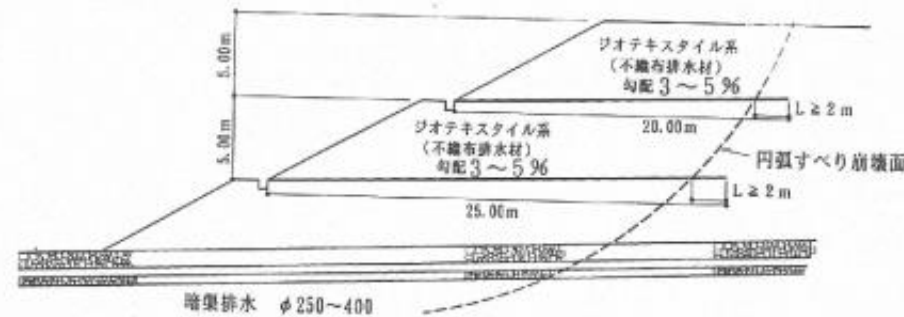 5.00m
ジオテキスタイル系
(不織布排水材)
勾配 3～5%
L≧2m
20.00m
5.00m
ジオテキスタイル系
(不織布排水材)
勾配 3～5%
円弧すべり崩壊面
L≧2m
25.00m
暗渠排水 φ250～400